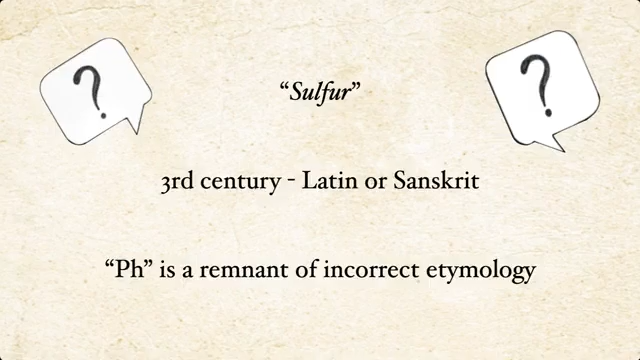 “Sulfur”
3rd century - Latin or Sanskrit
“Ph” is a remnant of incorrect etymology